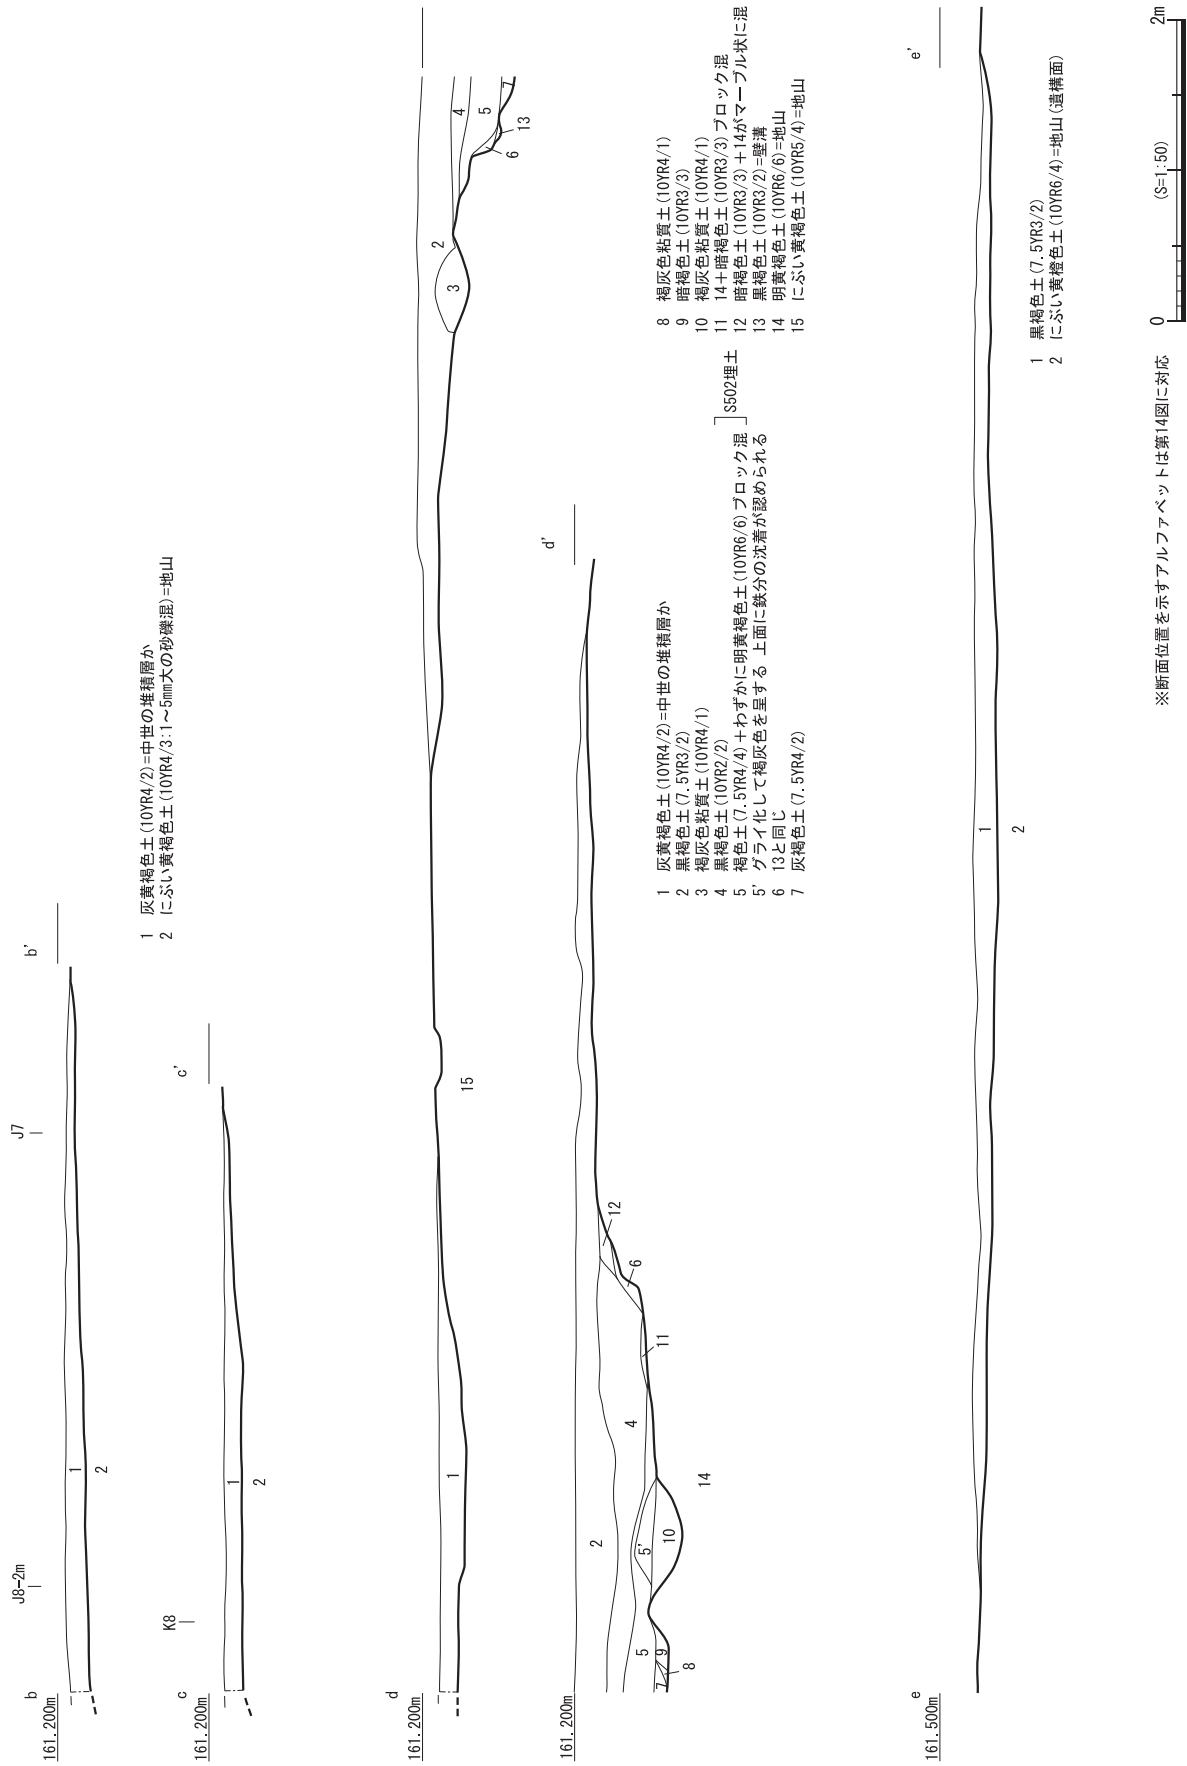 J8-2m
J7
b
b'
161.200m
1
2
K8
c
c'
161.200m
1
2
1 灰黄褐色土(10YR4/2)=中世の堆積層か
2 にぶい黄褐色土(10YR4/3:1～5mm大の砂礫混)=地山
d
161.200m
1
15
3
2
4
5
7
6
13
d'
161.200m
2
5
9
7
8
5'
10
4
14
11
6
12
1 灰黄褐色土(10YR4/2)=中世の堆積層か
2 黒褐色土(7.5YR3/2)
3 褐灰色粘質土(10YR4/1)
4 黒褐色土(10YR2/2)
5 褐色土(7.5YR4/4)+わずかに明黄褐色土(10YR6/6)ブロック混
5' グライ化して褐灰色を呈する 上面に鉄分の沈着が認められる
S502埋土
6 13と同じ
7 灰褐色土(7.5YR4/2)
8 褐灰色粘質土(10YR4/1)
9 暗褐色土(10YR3/3)
10 褐灰色粘質土(10YR4/1)
11 14+暗褐色土(10YR3/3)ブロック混
12 暗褐色土(10YR3/3)+14がマーブル状に混
13 黒褐色土(10YR3/2)=壁溝
14 明黄褐色土(10YR6/6)=地山
15 にぶい黄褐色土(10YR5/4)=地山
e
e'
161.500m
1
2
1 黒褐色土(7.5YR3/2)
2 にぶい黄橙色土(10YR6/4)=地山(遺構面)
※断面位置を示すアルファベットは第14図に対応
0
(S=1:50)
2m